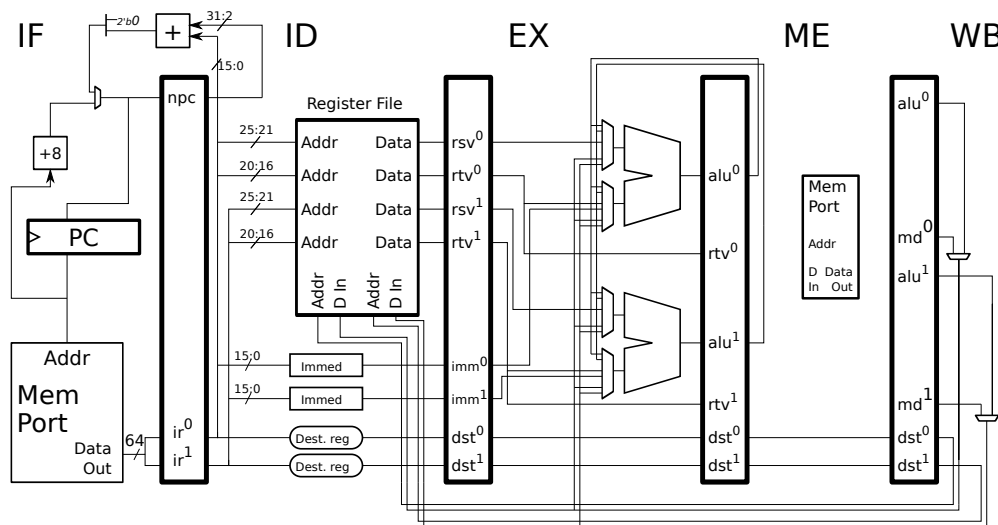 IF
ID
EX
ME
WB
2'b0
+
31:2
15:0
npc
+8
PC
Addr
Mem
Port
Data
Out
64
ir0
ir1
Register File
25:21
Addr
Data
20:16
Addr
Data
25:21
Addr
Data
20:16
Addr
Data
Addr
D In
Addr
D In
15:0
Immed
15:0
Immed
Dest. reg
Dest. reg
rsv0
rtv0
rsv1
rtv1
imm0
imm1
dst0
dst1
alu0
rtv0
alu1
rtv1
dst0
dst1
Mem
Port
Addr
D Data
In Out
alu0
md0
alu1
md1
dst0
dst1